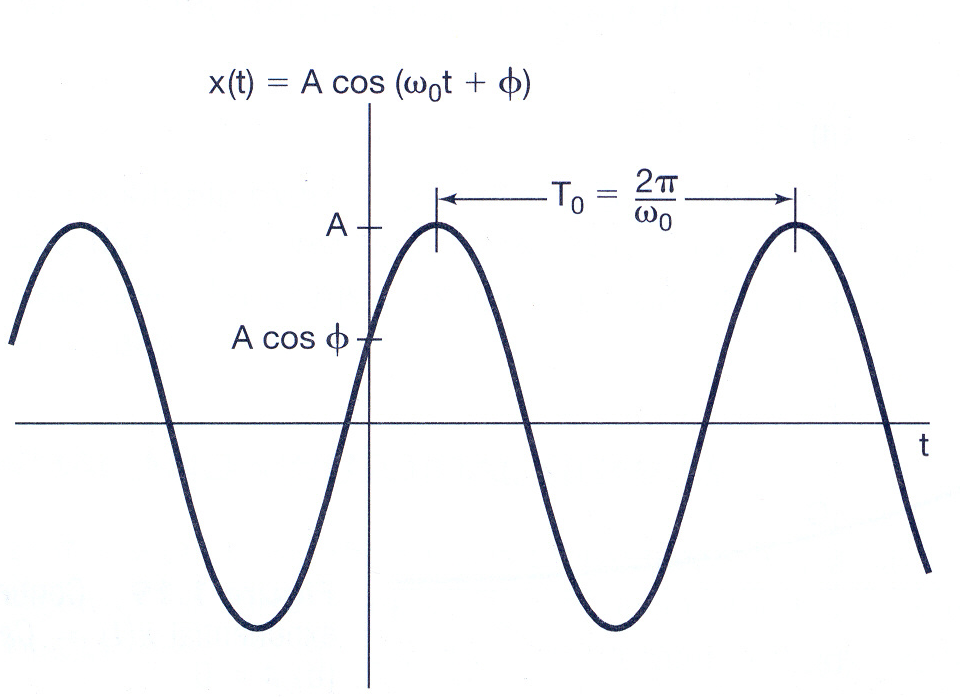 x(t) = A cos (ω₀t + ϕ)
T₀ = 2π/ω₀
A
A cos ϕ
t